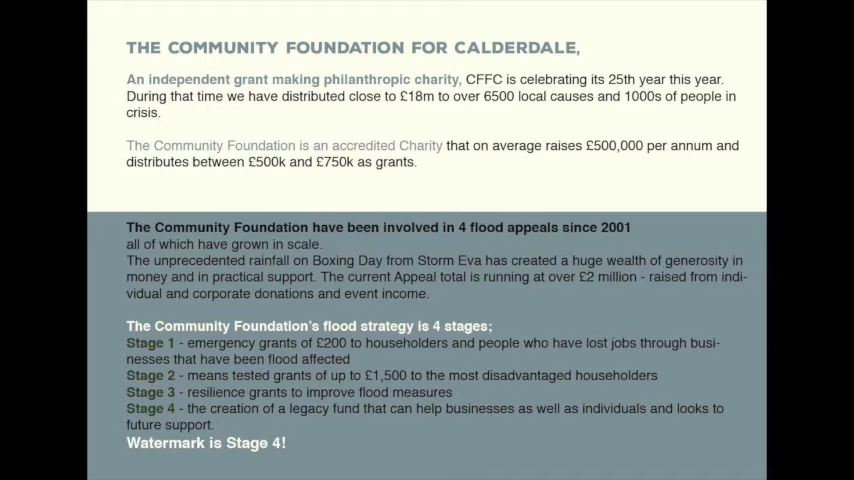 THE COMMUNITY FOUNDATION FOR CALDERDALE,
An independent grant making philanthropic charity, CFFC is celebrating its 25th year this year.
During that time we have distributed close to £18m to over 6500 local causes and 1000s of people in
crisis.
The Community Foundation is an accredited Charity that on average raises £500,000 per annum and
distributes between £500k and £750k as grants.
The Community Foundation have been involved in 4 flood appeals since 2001
all of which have grown in scale.
The unprecedented rainfall on Boxing Day from Storm Eva has created a huge wealth of generosity in
money and in practical support. The current Appeal total is running at over £2 million - raised from indi-
vidual and corporate donations and event income.
The Community Foundation's flood strategy is 4 stages;
Stage 1 - emergency grants of £200 to householders and people who have lost jobs through busi-
nesses that have been flood affected
Stage 2 - means tested grants of up to £1,500 to the most disadvantaged householders
Stage 3 - resilience grants to improve flood measures
Stage 4 - the creation of a legacy fund that can help businesses as well as individuals and looks to
future support.
Watermark is Stage 4!